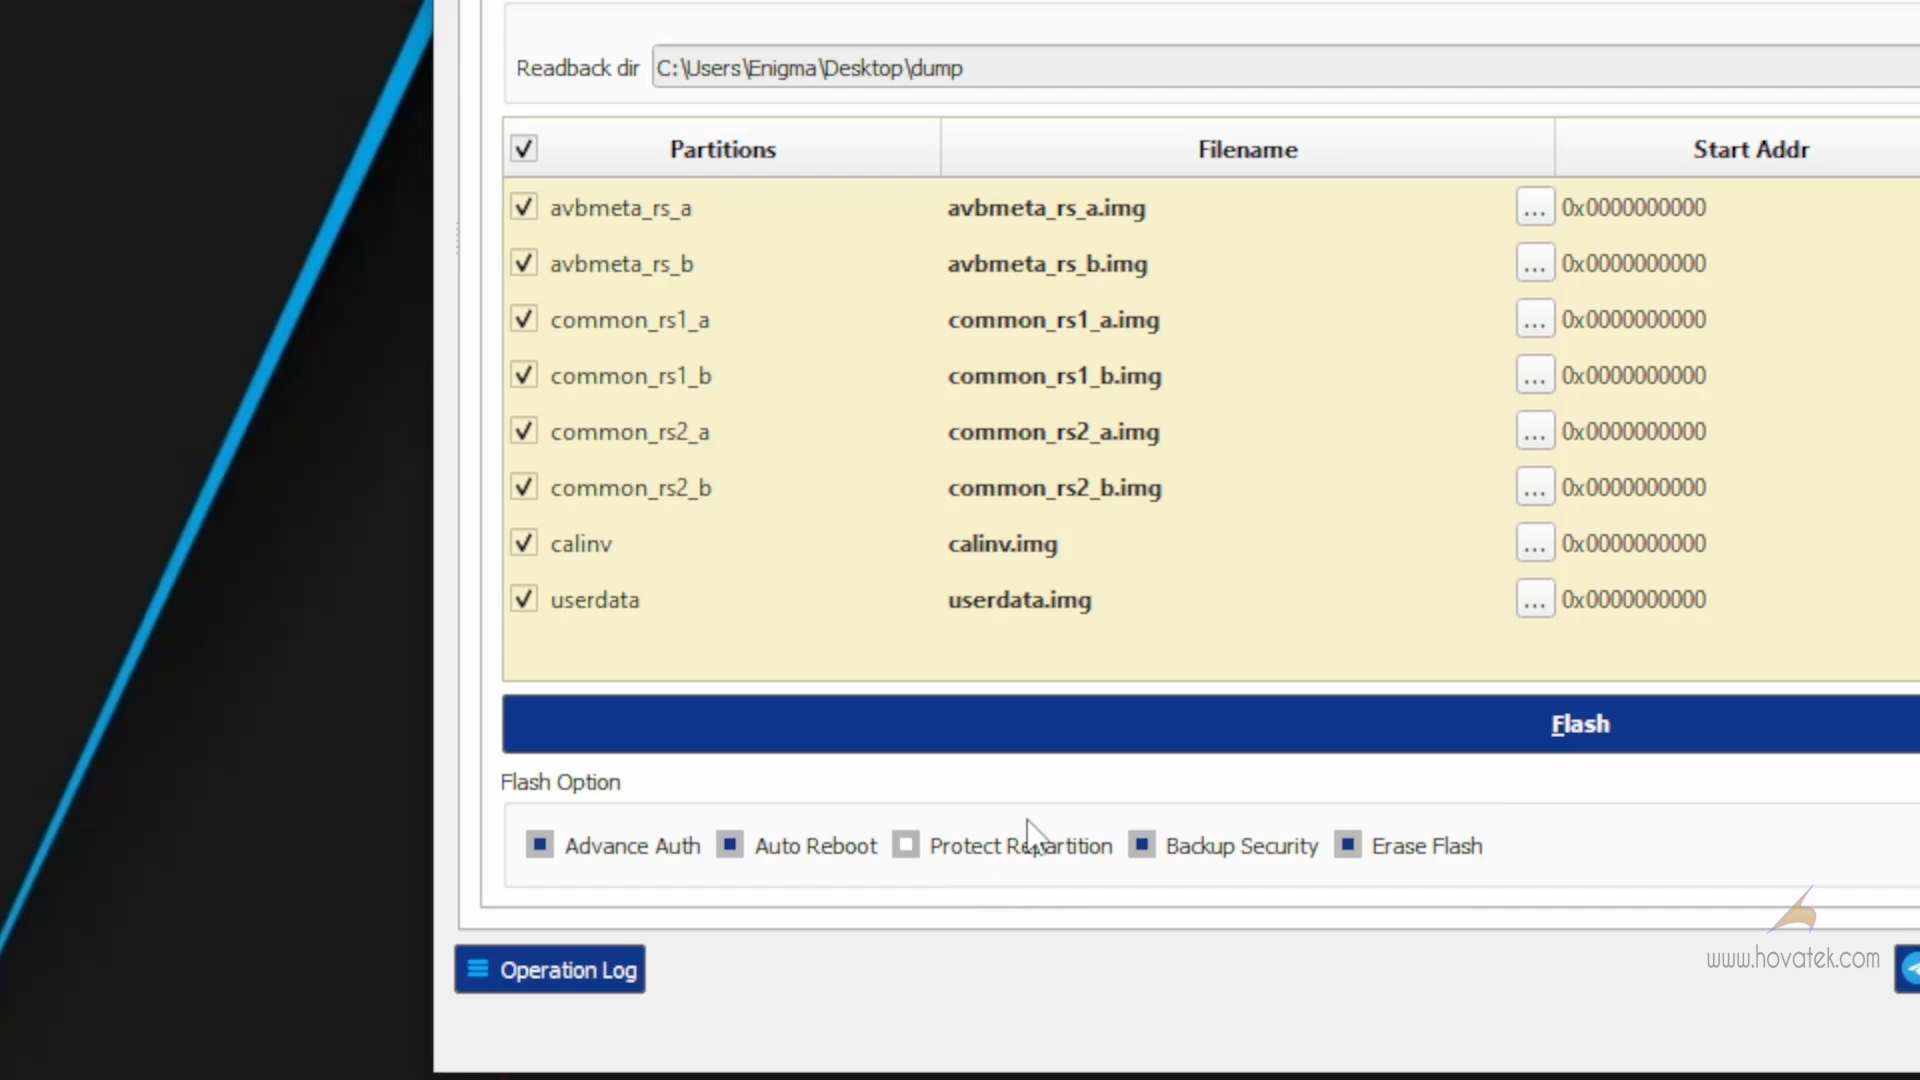 Readback dir C:\Users\Enigma\Desktop\dump
Partitions Filename Start Addr
avbmeta_rs_a avbmeta_rs_a.img ... 0x0000000000
avbmeta_rs_b avbmeta_rs_b.img ... 0x0000000000
common_rs1_a common_rs1_a.img ... 0x0000000000
common_rs1_b common_rs1_b.img ... 0x0000000000
common_rs2_a common_rs2_a.img ... 0x0000000000
common_rs2_b common_rs2_b.img ... 0x0000000000
calinv calinv.img ... 0x0000000000
userdata userdata.img ... 0x0000000000
Flash
Flash Option
Advance Auth Auto Reboot Protect Repartition Backup Security Erase Flash
www.hovatek.com
Operation Log